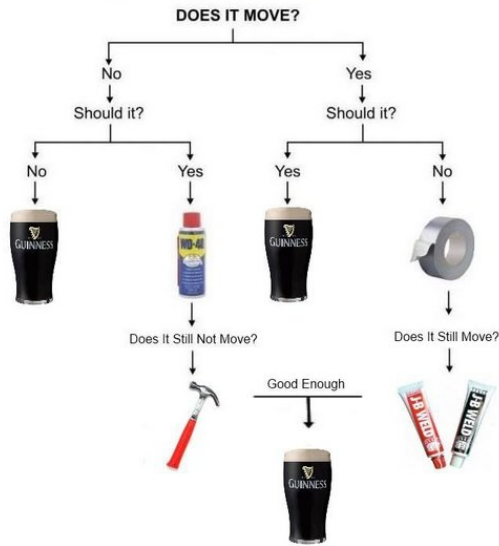 DOES IT MOVE?
No Yes
Should it? Should it?
No Yes Yes No
GUINNESS WD-40 GUINNESS
Does It Still Not Move? Does It Still Move?
Good Enough
J-B WELD J-B WELD
GUINNESS